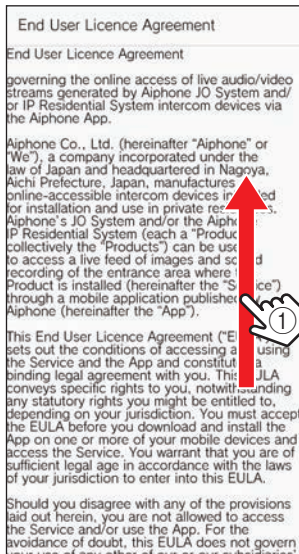 End User Licence Agreement
End User Licence Agreement
governing the online access of live audio/video
streams generated by Aiphone JO System and/
or IP Residential System intercom devices via
the Aiphone App.
Aiphone Co., Ltd. (hereinafter “Aiphone” or
“We”), a company incorporated under the
law of Japan and headquartered in Nagoya,
Aichi Prefecture, Japan, manufactures
online-accessible intercom devices in ded
for installation and use in private res ces.
Aiphone's JO System and/or the Aiph e
IP Residential System (each a “Produc
collectively the “Products”) can be use
to access a live feed of images and so d
recording of the entrance area where
Product is installed (hereinafter the “S ice”)
through a mobile application publishe y
Aiphone (hereinafter the “App”).
1
This End User Licence Agreement (“E
sets out the conditions of accessing a using
the Service and the App and constitut a
binding legal agreement with you. This ULA
conveys specific rights to you, notwithstanding
any statutory rights you might be entitled to,
depending on your jurisdiction. You must accept
the EULA before you download and install the
App on one or more of your mobile devices and
access the Service. You warrant that you are of
sufficient legal age in accordance with the laws
of your jurisdiction to enter into this EULA.
Should you disagree with any of the provisions
laid out herein, you are not allowed to access
the Service and/or use the App. For the
avoidance of doubt, this EULA does not govern